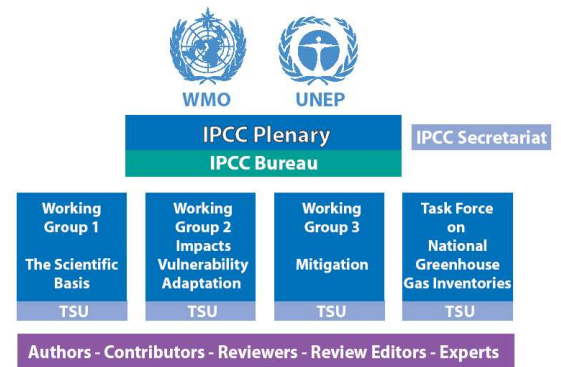 WMO
UNEP
IPCC Plenary
IPCC Secretariat
IPCC Bureau
Working
Group 1
The Scientific
Basis
TSU
Working
Group 2
Impacts
Vulnerability
Adaptation
TSU
Working
Group 3
Mitigation
TSU
Task Force
on
National
Greenhouse
Gas Inventories
TSU
Authors - Contributors - Reviewers - Review Editors - Experts